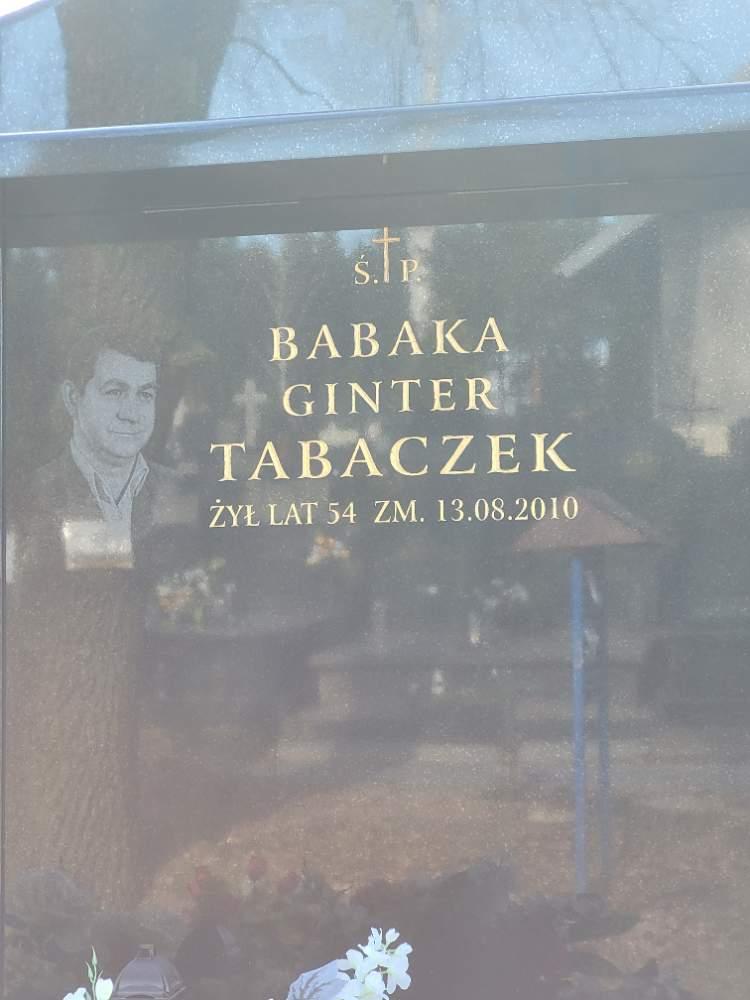 Ś.P.
BABAKA
GINTER
TABACZEK
ŻYŁ LAT 54 ZM. 13.08.2010